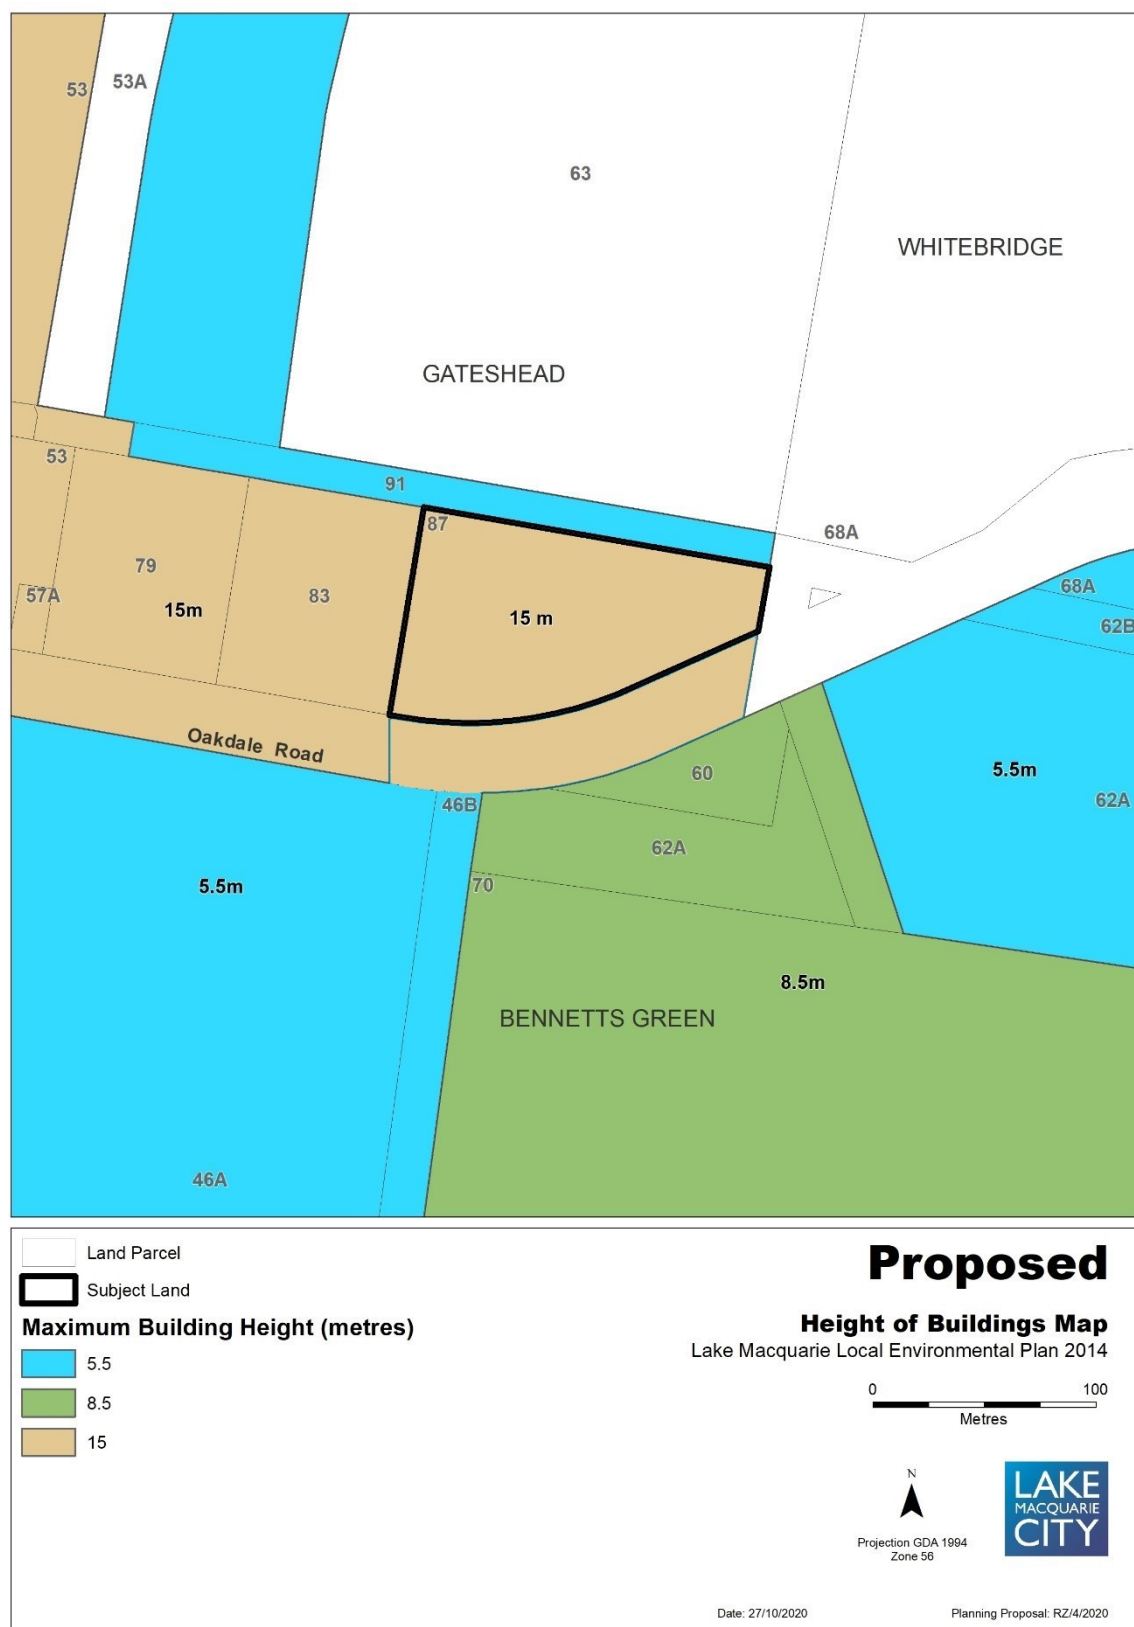 53
53A
63
WHITEBRIDGE
GATESHEAD
53
91
87
68A
79
83
57A
15m
15 m
68A
62B
Oakdale Road
60
5.5m
46B
62A
62A
5.5m
70
8.5m
BENNETTS GREEN
46A
Land Parcel
Subject Land
Maximum Building Height (metres)
5.5
8.5
15
Proposed
Height of Buildings Map
Lake Macquarie Local Environmental Plan 2014
0 100
Metres
N
Projection GDA 1994
Zone 56
LAKE
MACQUARIE
CITY
Date: 27/10/2020
Planning Proposal: RZ/4/2020